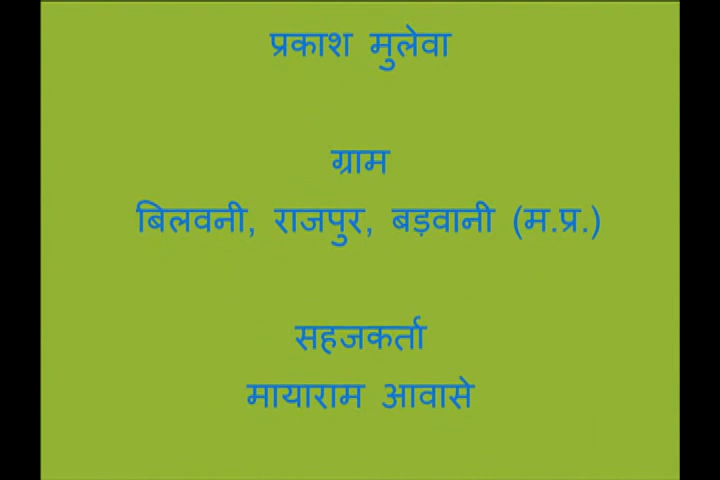 प्रकाश मुलेवा
ग्राम
बिलवनी, राजपुर, बड़वानी (म.प्र.)
सहजकर्ता
मायाराम आवासे